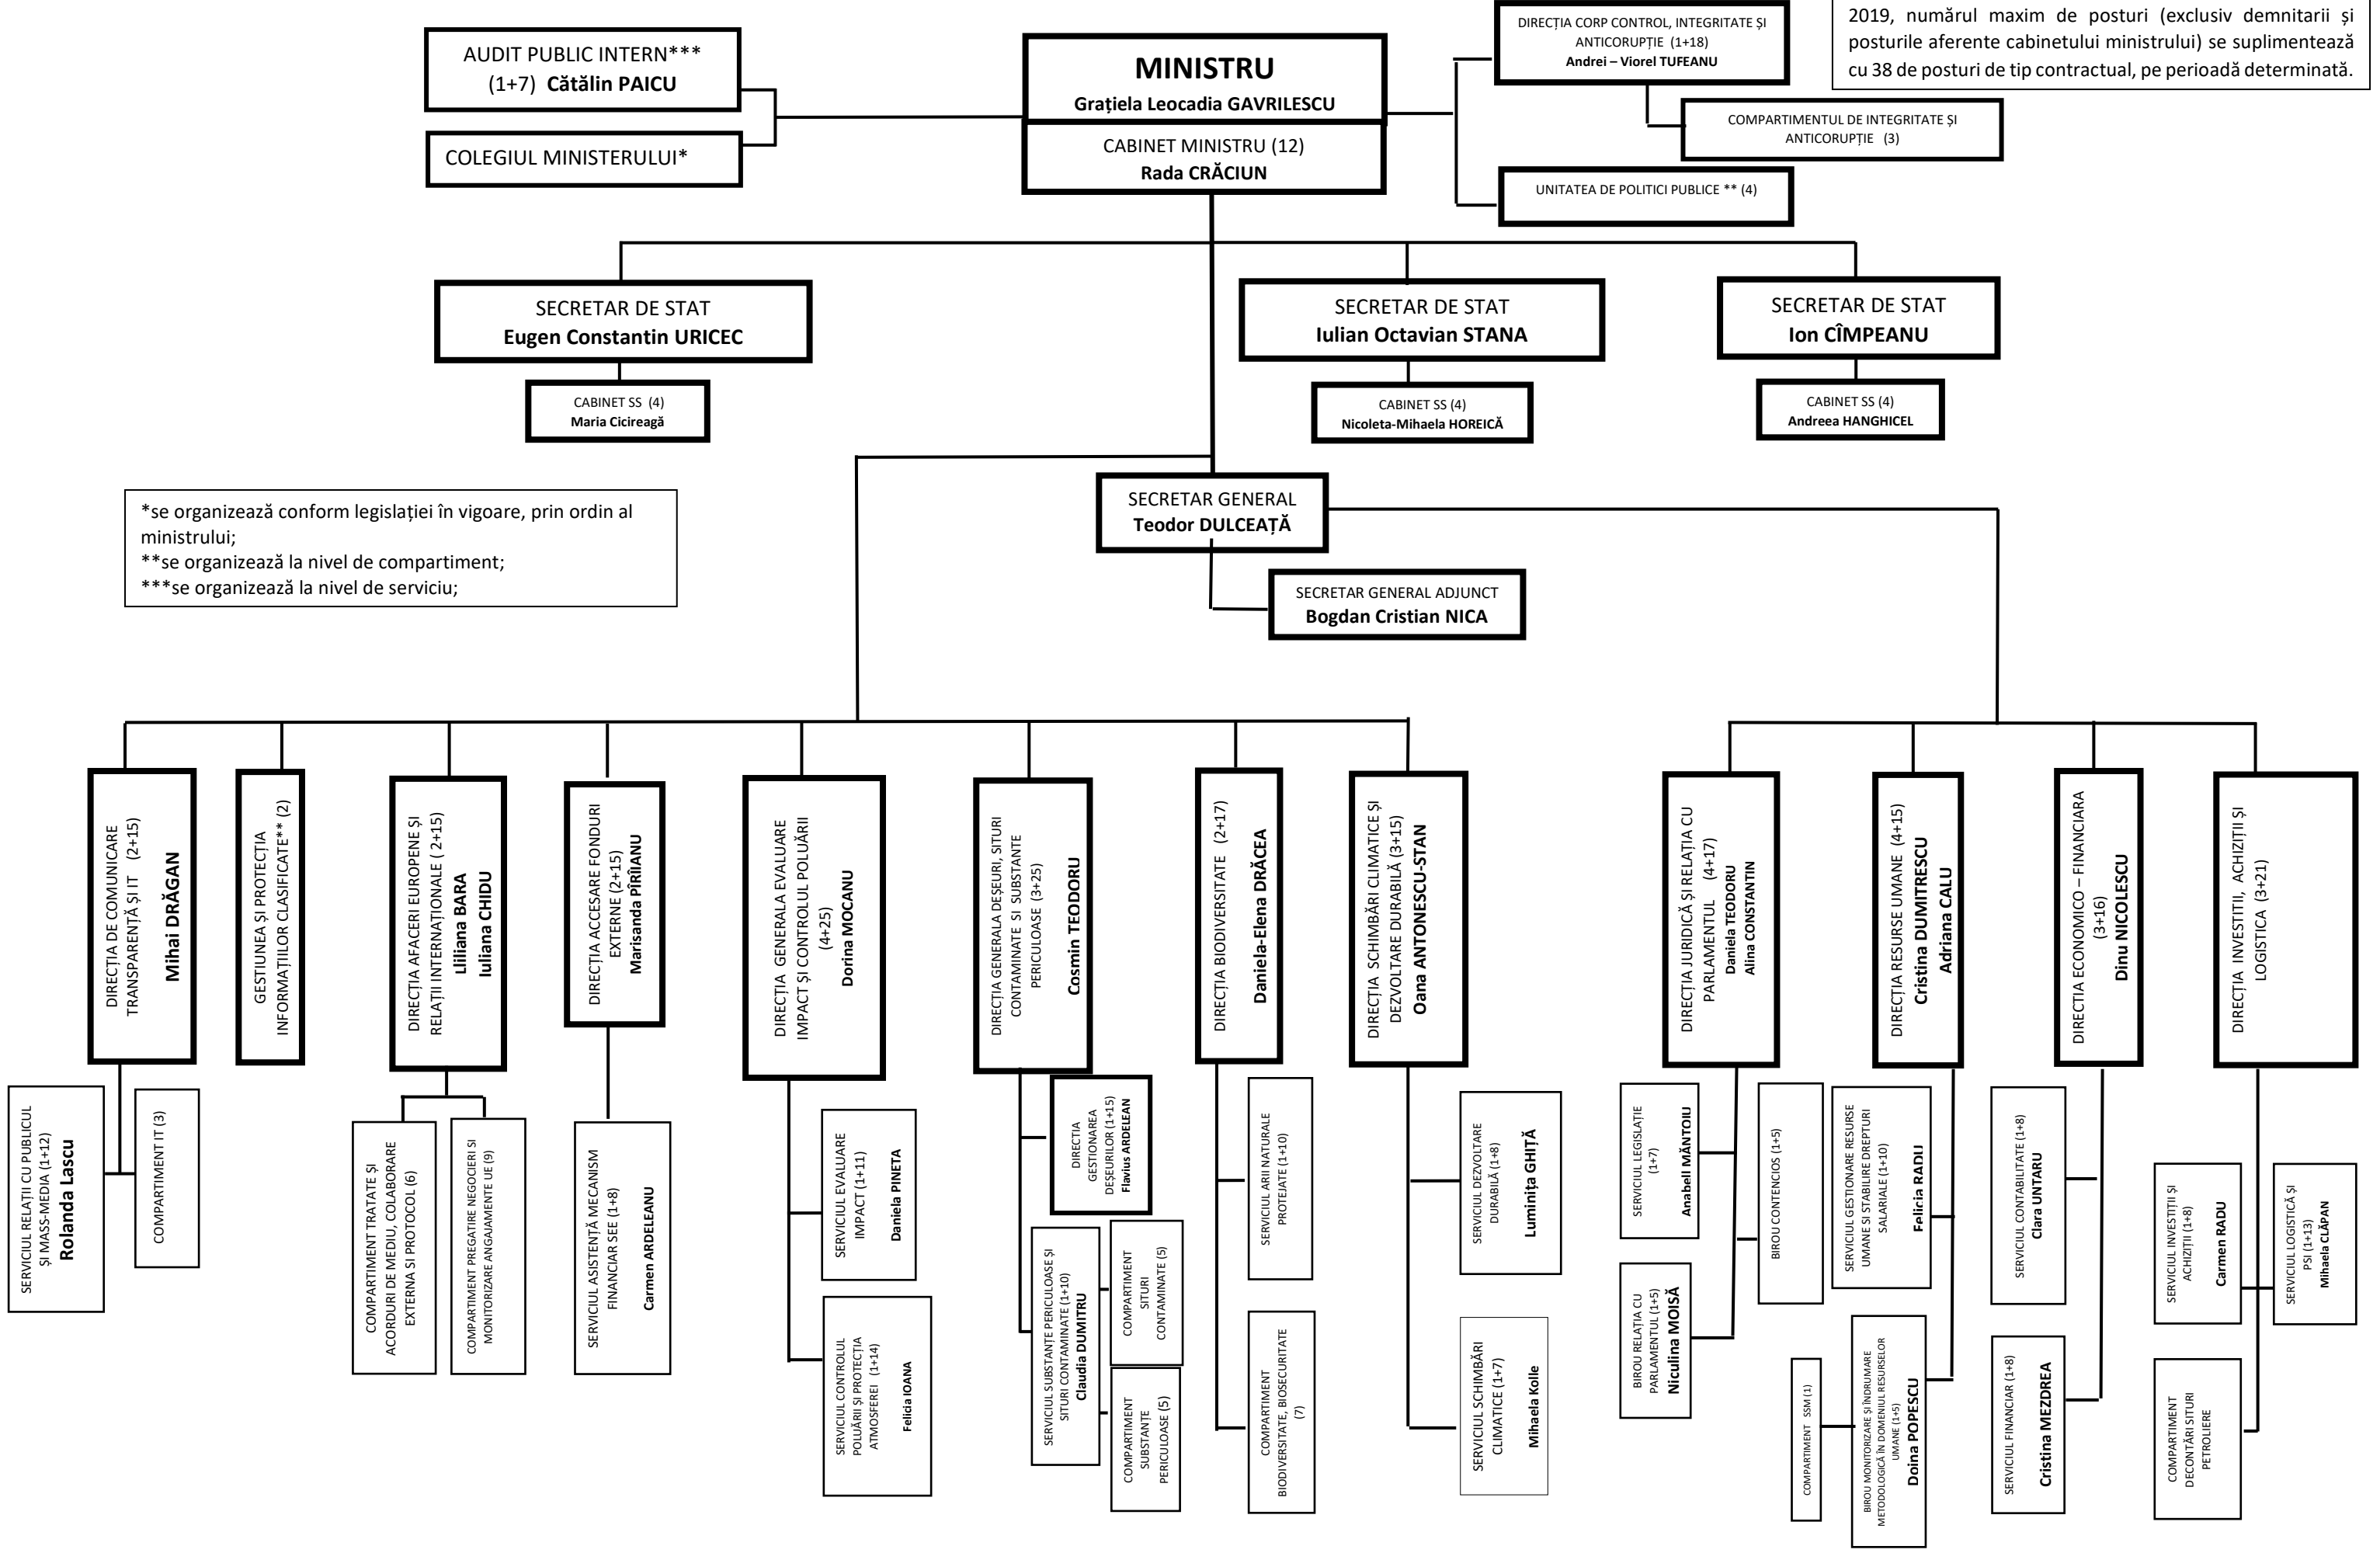 2019, numărul maxim de posturi (exclusiv demnitarii și
posturile aferente cabinetului ministrului) se suplimentează
cu 38 de posturi de tip contractual, pe perioadă determinată.
AUDIT PUBLIC INTERN***
(1+7) Cătălin PAICU
COLEGIUL MINISTERULUI*
MINISTRU
Grațiela Leocadia GAVRILESCU
CABINET MINISTRU (12)
Rada CRĂCIUN
DIRECȚIA CORP CONTROL, INTEGRITATE ȘI
ANTICORUPȚIE (1+18)
Andrei – Viorel TUFEANU
COMPARTIMENTUL DE INTEGRITATE ȘI
ANTICORUPȚIE (3)
UNITATEA DE POLITICI PUBLICE ** (4)
SECRETAR DE STAT
Eugen Constantin URICEC
CABINET SS (4)
Maria Cicireagă
SECRETAR DE STAT
Iulian Octavian STANA
CABINET SS (4)
Nicoleta-Mihaela HOREICĂ
SECRETAR DE STAT
Ion CÎMPEANU
CABINET SS (4)
Andreea HANGHICEL
*se organizează conform legislației în vigoare, prin ordin al
ministrului;
**se organizează la nivel de compartiment;
***se organizează la nivel de serviciu;
SECRETAR GENERAL
Teodor DULCEAȚĂ
SECRETAR GENERAL ADJUNCT
Bogdan Cristian NICA
DIRECȚIA DE COMUNICARE
TRANSPARENȚĂ ȘI IT (2+15)
Mihai DRĂGAN
GESTIUNEA ȘI PROTECȚIA
INFORMAȚIILOR CLASIFICATE** (2)
DIRECȚIA AFACERI EUROPENE ȘI
RELAȚII INTERNAȚIONALE ( 2+15)
Lliliana BARA
Iuliana CHIDU
DIRECȚIA ACCESARE FONDURI
EXTERNE (2+15)
Marisanda PÎRÎIANU
DIRECȚIA GENERALA EVALUARE
IMPACT ȘI CONTROLUL POLUĂRII
(4+25)
Dorina MOCANU
DIRECȚIA GENERALA DEȘEURI, SITURI
CONTAMINATE SI SUBSTANTE
PERICULOASE (3+25)
Cosmin TEODORU
DIRECȚIA BIODIVERSITATE (2+17)
Daniela-Elena DRĂCEA
DIRECȚIA SCHIMBĂRI CLIMATICE ȘI
DEZVOLTARE DURABILĂ (3+15)
Oana ANTONESCU-STAN
DIRECȚIA JURIDICĂ ȘI RELAȚIA CU
PARLAMENTUL (4+17)
Daniela TEODORU
Alina CONSTANTIN
DIRECȚIA RESURSE UMANE (4+15)
Cristina DUMITRESCU
Adriana CALU
DIRECTIA ECONOMICO – FINANCIARA
(3+16)
Dinu NICOLESCU
DIRECȚIA INVESTITII, ACHIZIȚII ȘI
LOGISTICA (3+21)
SERVICIUL RELAȚII CU PUBLICUL
ȘI MASS-MEDIA (1+12)
Rolanda Lascu
COMPARTIMENT IT (3)
COMPARTIMENT TRATATE ȘI
ACORDURI DE MEDIU, COLABORARE
EXTERNA SI PROTOCOL (6)
COMPARTIMENT PREGATIRE NEGOCIERI SI
MONITORIZARE ANGAJAMENTE UE (9)
SERVICIUL ASISTENȚĂ MECANISM
FINANCIAR SEE (1+8)
Carmen ARDELEANU
SERVICIUL EVALUARE
IMPACT (1+11)
Daniela PINETA
SERVICIUL CONTROLUL
POLUĂRII ȘI PROTECȚIA
ATMOSFEREI (1+14)
Felicia IOANA
DIRECTIA
GESTIONAREA
DEȘEURILOR (1+15)
Flavius ARDELEAN
SERVICIUL SUBSTANȚE PERICULOASE ȘI
SITURI CONTAMINATE (1+10)
Claudia DUMITRU
COMPARTIMENT
SITURI
CONTAMINATE (5)
COMPARTIMENT
SUBSTANȚE
PERICULOASE (5)
SERVICIUL ARII NATURALE
PROTEJATE (1+10)
COMPARTIMENT
BIODIVERSITATE, BIOSECURITATE
(7)
SERVICIUL DEZVOLTARE
DURABILĂ (1+8)
Luminița GHIȚĂ
SERVICIUL SCHIMBĂRI
CLIMATICE (1+7)
Mihaela Kolle
SERVICIUL LEGISLAȚIE
(1+7)
Anabell MĂNTOIU
BIROU CONTENCIOS (1+5)
BIROU RELAȚIA CU
PARLAMENTUL (1+5)
Niculina MOISĂ
SERVICIUL GESTIONARE RESURSE
UMANE SI STABILIRE DREPTURI
SALARIALE (1+10)
Felicia RADU
COMPARTIMENT SSM (1)
BIROU MONITORIZARE ȘI ÎNDRUMARE
METODOLOGICĂ ÎN DOMENIUL RESURSELOR
UMANE (1+5)
Doina POPESCU
SERVICIUL CONTABILITATE (1+8)
Clara UNTARU
SERVICIUL FINANCIAR (1+8)
Cristina MEZDREA
SERVICIUL INVESTIȚII ȘI
ACHIZIȚII (1+8)
Carmen RADU
SERVICIUL LOGISTICĂ ȘI
PSI (1+13)
Mihaela CLĂPAN
COMPARTIMENT
DECONTĂRI SITURI
PETROLIERE